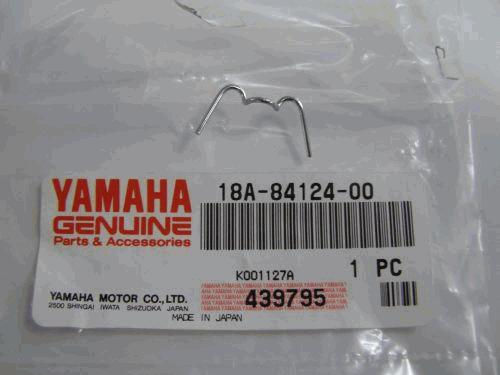 YAMAHA
GENUINE
Parts & Accessories
18A-84124-00
K001127A
1 PC
YAMAHA MOTOR CO.,LTD.
2500 SHINGAI IWATA SHIZUOKA JAPAN
439795
MADE IN JAPAN